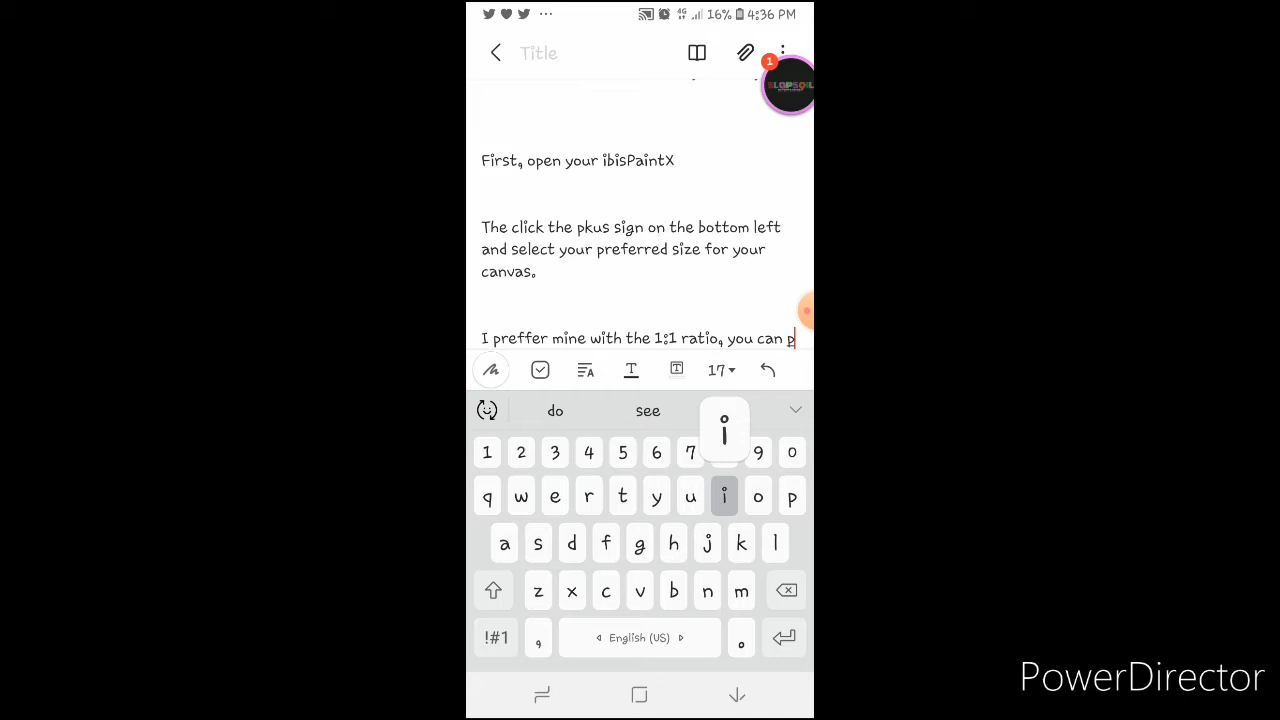 4G 16% 4:36 PM
Title
1
First, open your ibisPaintX
The click the pkus sign on the bottom left
and select your preferred size for your
canvas.
I preffer mine with the 1:1 ratio, you can p
17
do see
i
1 2 3 4 5 6 7 9 0
q w e r t y u i o p
a s d f g h j k l
z x c v b n m
!#1 , English (US) .
PowerDirector